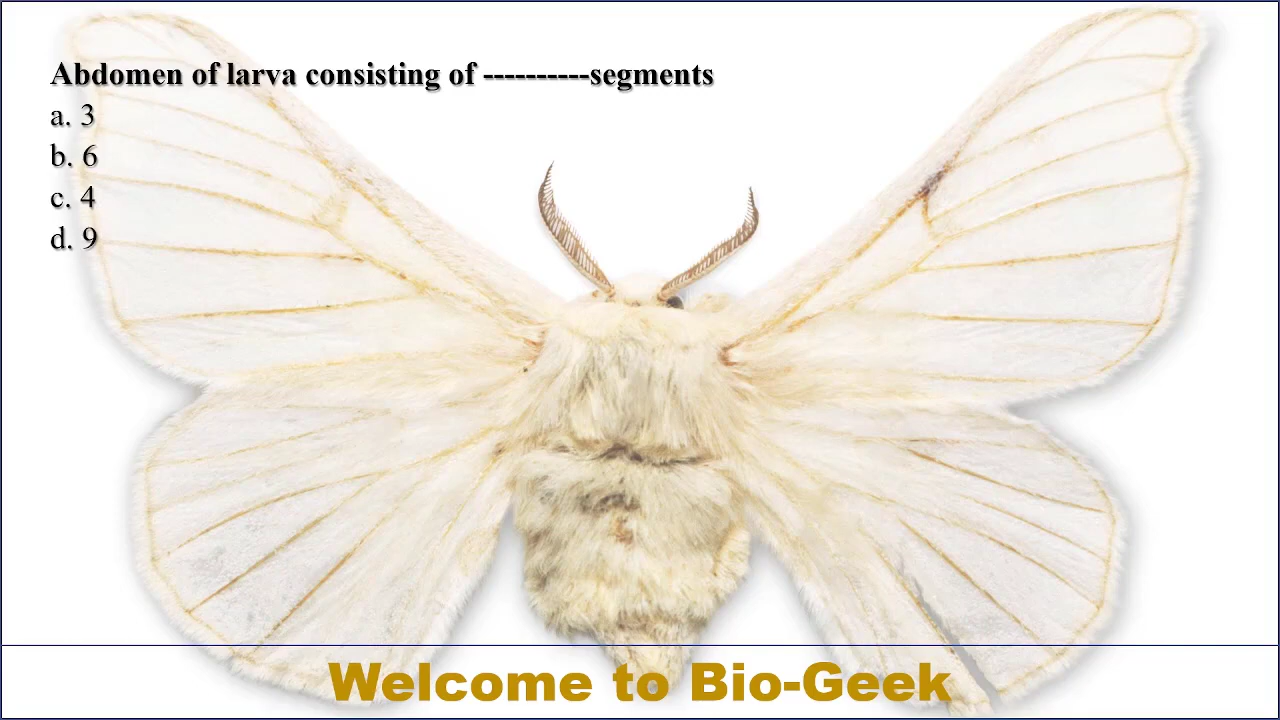 Abdomen of larva consisting of ----------segments
a. 3
b. 6
c. 4
d. 9
Welcome to Bio-Geek